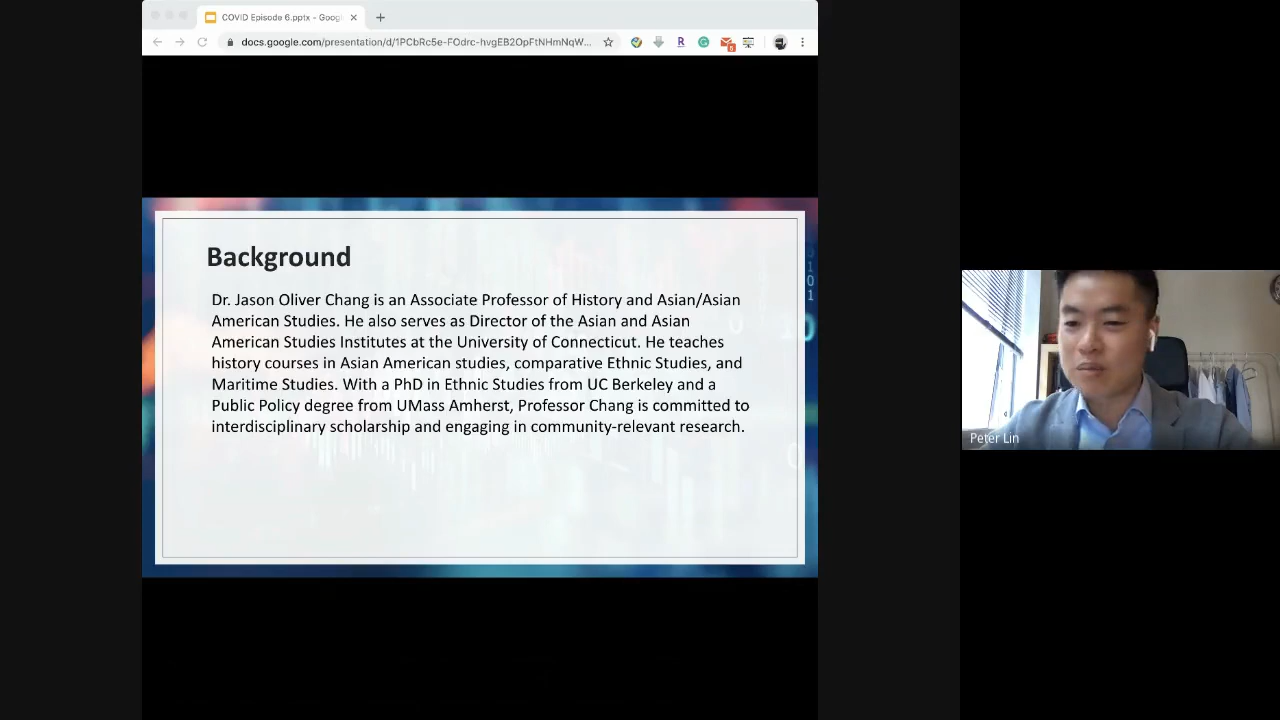 COVID Episode 6.pptx - Goog
docs.google.com/presentation/d/1PCbRc5e-FOdrc-hvgEB2OpFtNHmNqW...
Background
Dr. Jason Oliver Chang is an Associate Professor of History and Asian/Asian
American Studies. He also serves as Director of the Asian and Asian
American Studies Institutes at the University of Connecticut. He teaches
history courses in Asian American studies, comparative Ethnic Studies, and
Maritime Studies. With a PhD in Ethnic Studies from UC Berkeley and a
Public Policy degree from UMass Amherst, Professor Chang is committed to
interdisciplinary scholarship and engaging in community-relevant research.
Peter Lin